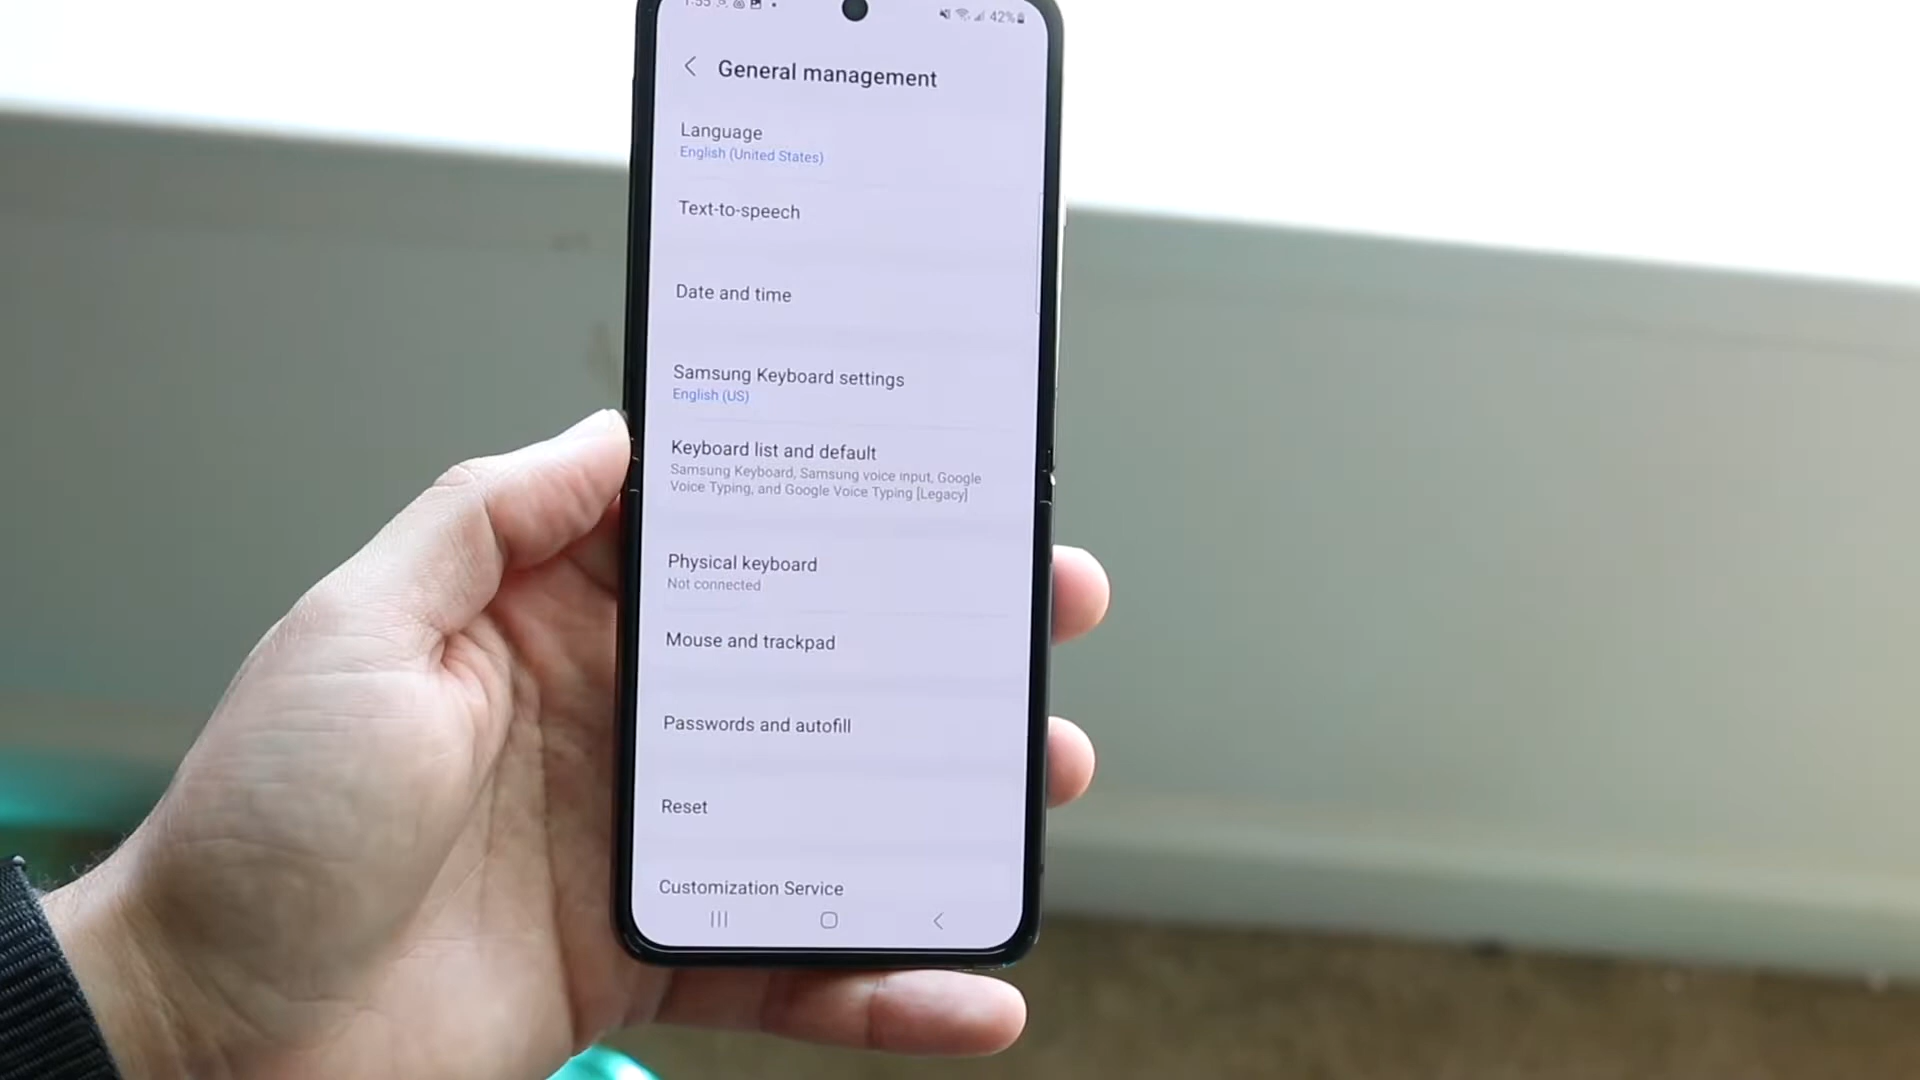 1:55 42%
General management
Language
English (United States)
Text-to-speech
Date and time
Samsung Keyboard settings
English (US)
Keyboard list and default
Samsung Keyboard, Samsung voice input, Google
Voice Typing, and Google Voice Typing [Legacy]
Physical keyboard
Not connected
Mouse and trackpad
Passwords and autofill
Reset
Customization Service